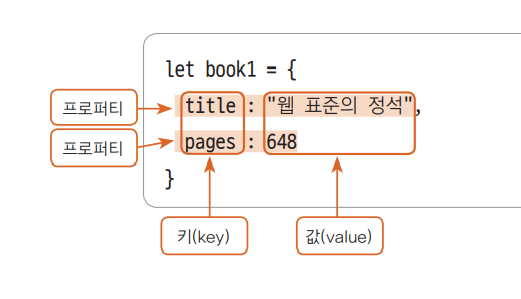 let book1 = {
프로퍼티 title : "웹 표준의 정석",
프로퍼티 pages : 648
}
키(key) 값(value)